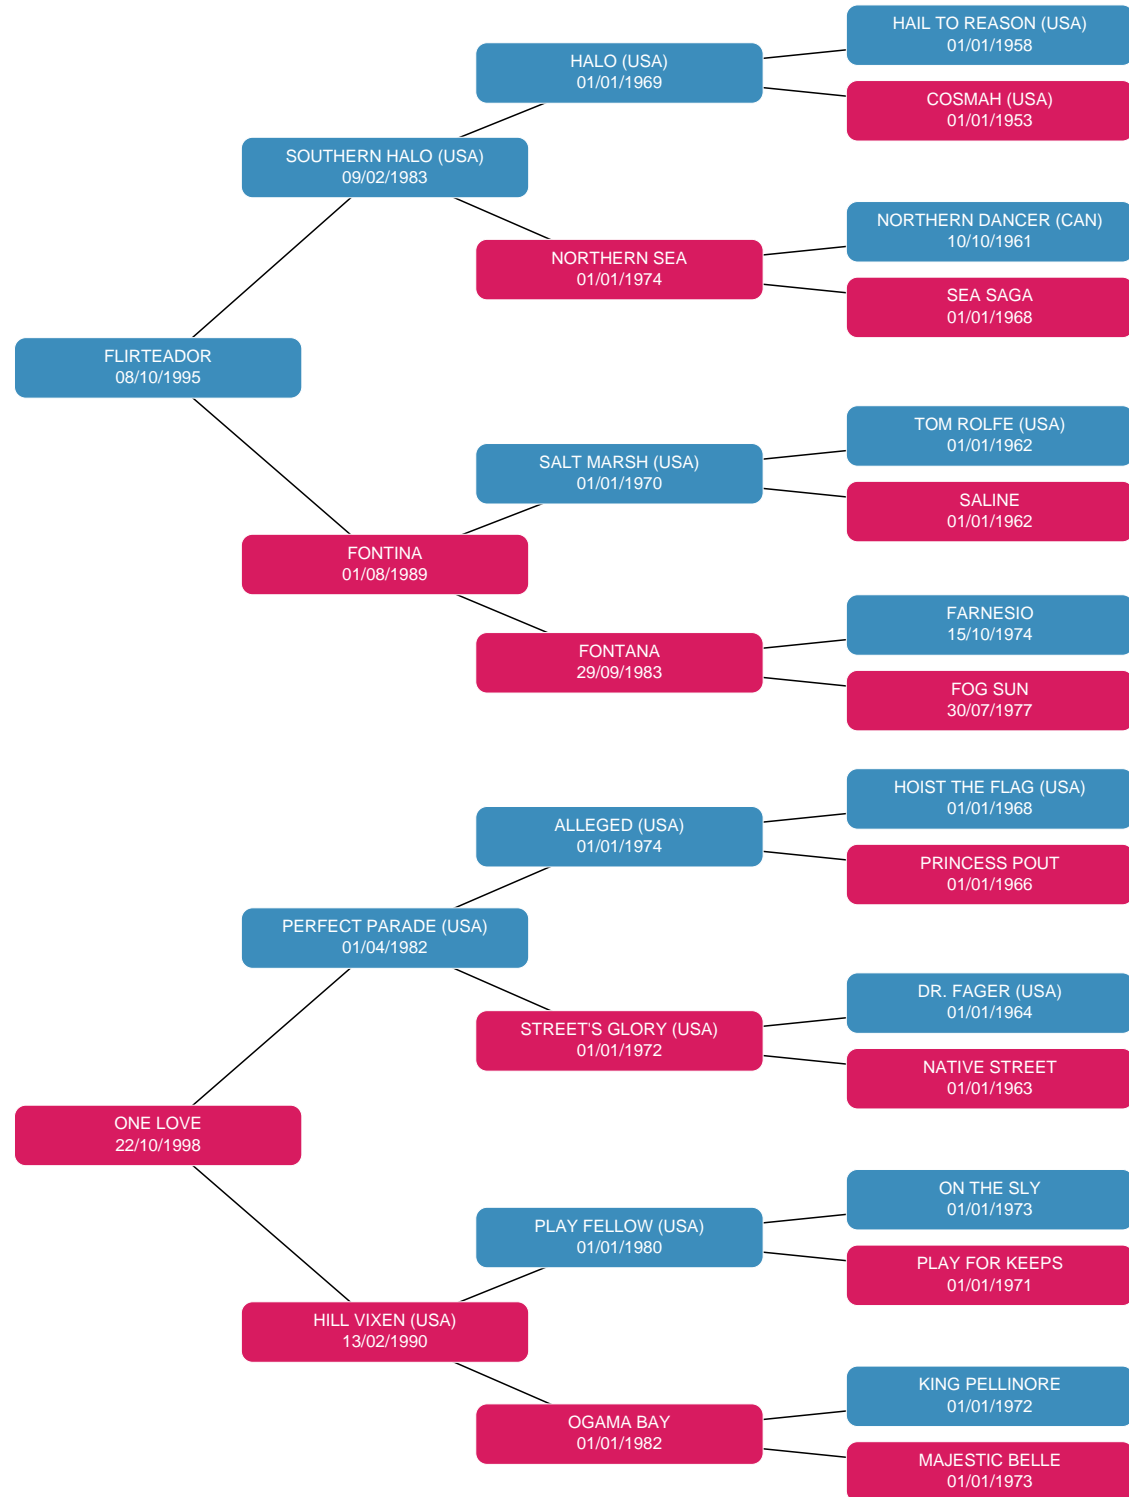 HAIL TO REASON (USA)
01/01/1958
HALO (USA)
01/01/1969
COSMAH (USA)
01/01/1953
SOUTHERN HALO (USA)
09/02/1983
NORTHERN DANCER (CAN)
10/10/1961
NORTHERN SEA
01/01/1974
SEA SAGA
01/01/1968
FLIRTEADOR
08/10/1995
TOM ROLFE (USA)
01/01/1962
SALT MARSH (USA)
01/01/1970
SALINE
01/01/1962
FONTINA
01/08/1989
FARNESIO
15/10/1974
FONTANA
29/09/1983
FOG SUN
30/07/1977
HOIST THE FLAG (USA)
01/01/1968
ALLEGED (USA)
01/01/1974
PRINCESS POUT
01/01/1966
PERFECT PARADE (USA)
01/04/1982
DR. FAGER (USA)
01/01/1964
STREET'S GLORY (USA)
01/01/1972
NATIVE STREET
01/01/1963
ONE LOVE
22/10/1998
ON THE SLY
01/01/1973
PLAY FELLOW (USA)
01/01/1980
PLAY FOR KEEPS
01/01/1971
HILL VIXEN (USA)
13/02/1990
KING PELLINORE
01/01/1972
OGAMA BAY
01/01/1982
MAJESTIC BELLE
01/01/1973